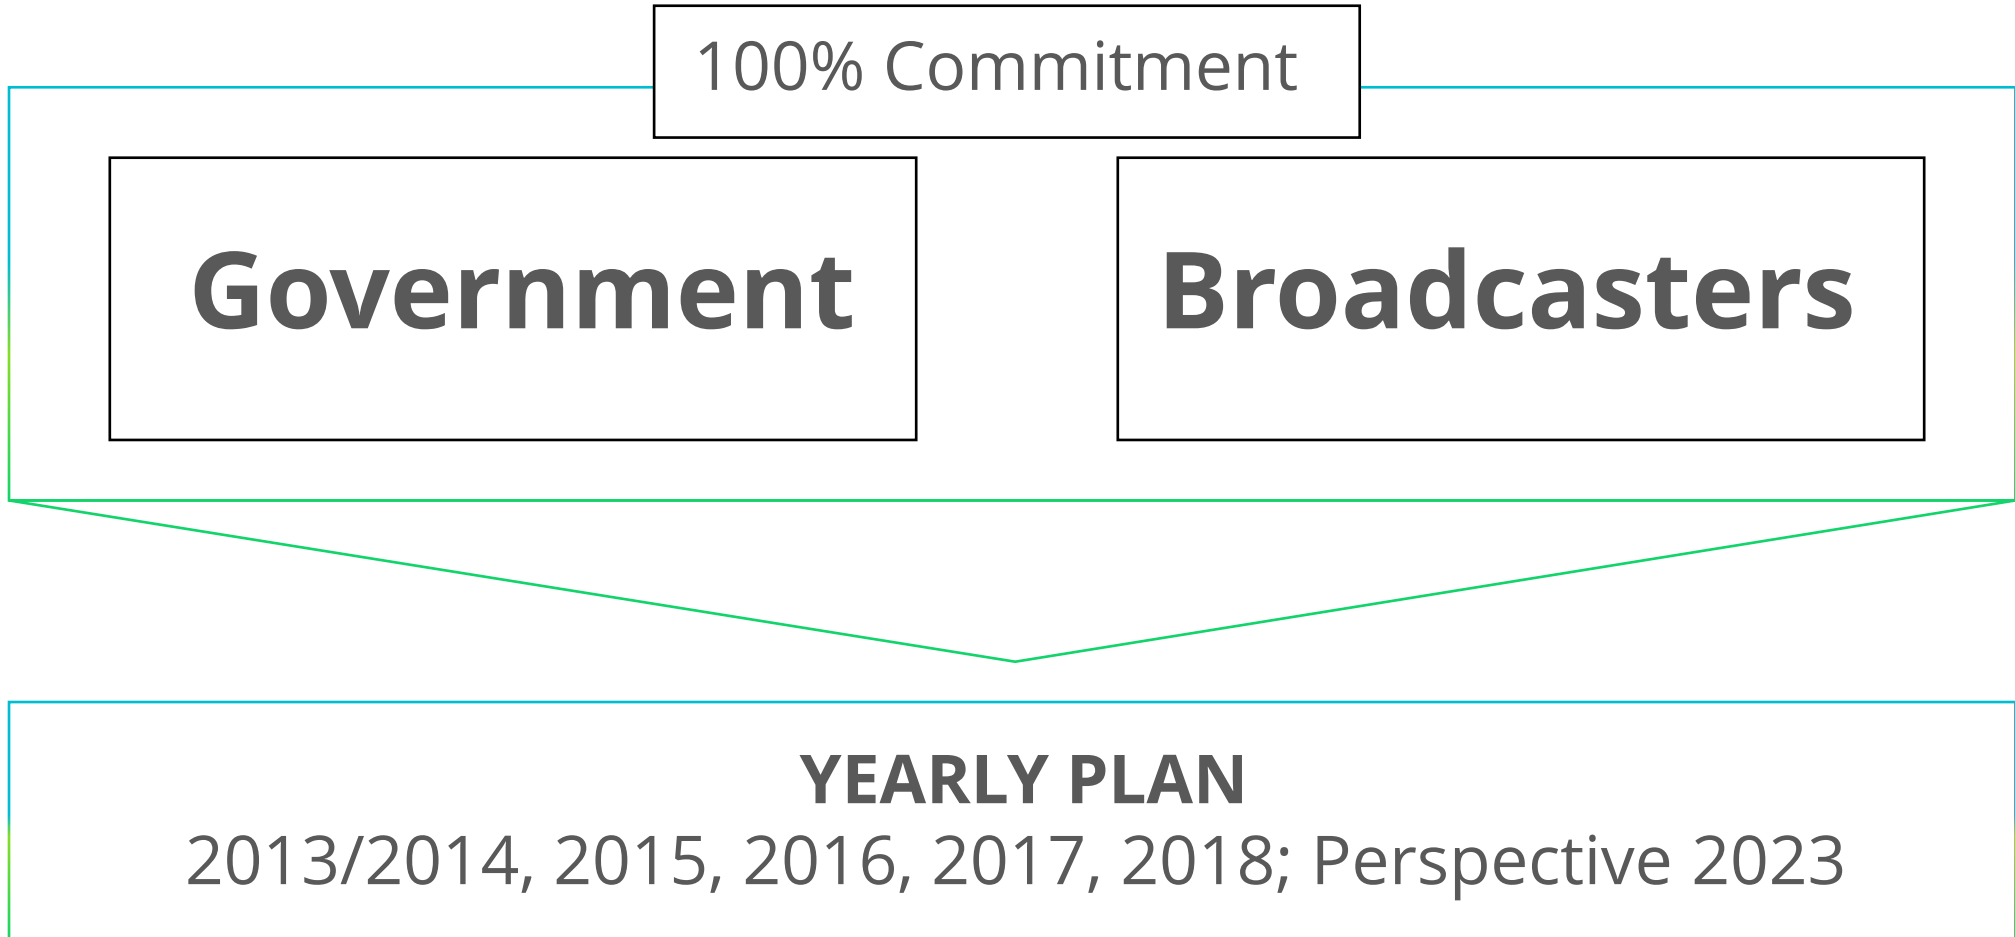 100% Commitment
Government
Broadcasters
YEARLY PLAN
2013/2014, 2015, 2016, 2017, 2018; Perspective 2023